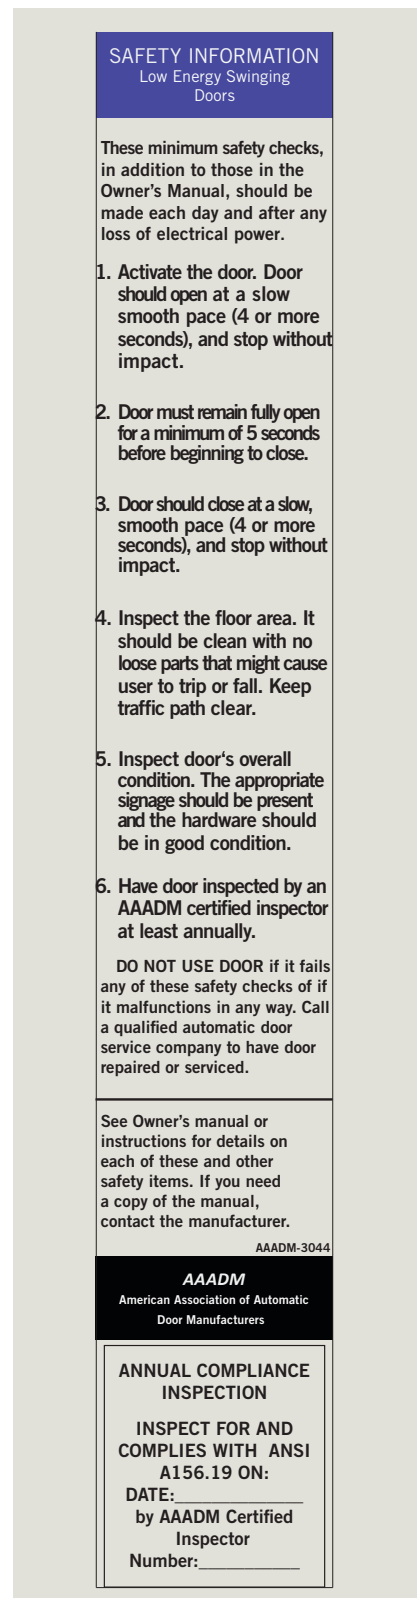 SAFETY INFORMATION
Low Energy Swinging
Doors
These minimum safety checks,
in addition to those in the
Owner’s Manual, should be
made each day and after any
loss of electrical power.
1. Activate the door. Door
should open at a slow
smooth pace (4 or more
seconds), and stop without
impact.
2. Door must remain fully open
for a minimum of 5 seconds
before beginning to close.
3. Door should close at a slow,
smooth pace (4 or more
seconds), and stop without
impact.
4. Inspect the floor area. It
should be clean with no
loose parts that might cause
user to trip or fall. Keep
traffic path clear.
5. Inspect door‘s overall
condition. The appropriate
signage should be present
and the hardware should
be in good condition.
6. Have door inspected by an
AAADM certified inspector
at least annually.
DO NOT USE DOOR if it fails
any of these safety checks of if
it malfunctions in any way. Call
a qualified automatic door
service company to have door
repaired or serviced.
See Owner’s manual or
instructions for details on
each of these and other
safety items. If you need
a copy of the manual,
contact the manufacturer.
AAADM-3044
AAADM
American Association of Automatic
Door Manufacturers
ANNUAL COMPLIANCE
INSPECTION
INSPECT FOR AND
COMPLIES WITH ANSI
A156.19 ON:
DATE:______________
by AAADM Certified
Inspector
Number:___________